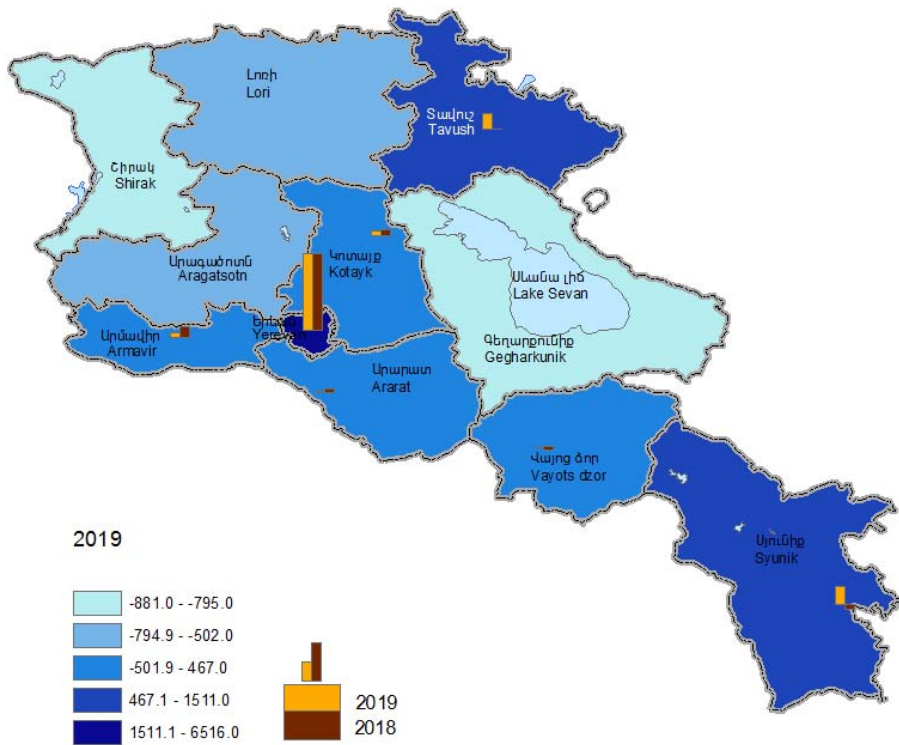 Լոռի
Lori
Տավուշ
Tavush
Շիրակ
Shirak
Արագածոտն
Aragatsotn
Կոտայք
Kotayk
Սևանա լիճ
Lake Sevan
Արմավիր
Armavir
Yerevan
Գեղարքունիք
Gegharkunik
Արարատ
Ararat
Վայոց ձոր
Vayots dzor
Սյունիք
Syunik
2019
-881.0 - -795.0
-794.9 - -502.0
-501.9 - 467.0
467.1 - 1511.0
1511.1 - 6516.0
2019
2018